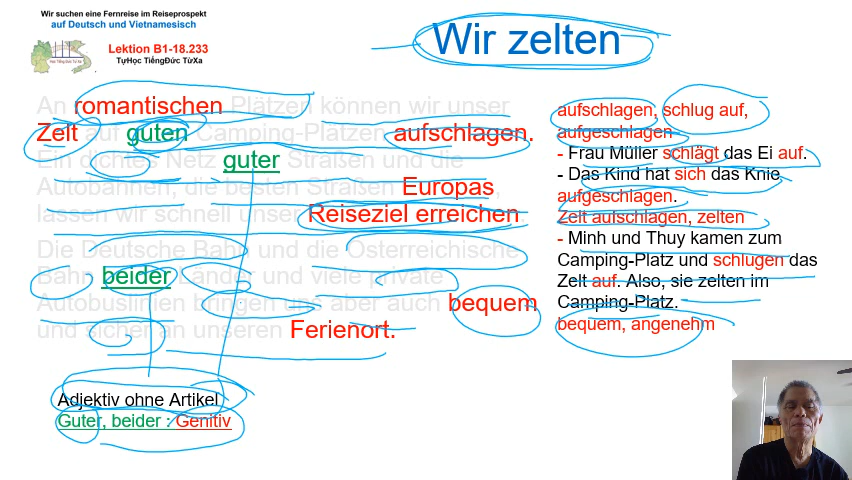 Wir suchen eine Fernreise im Reiseprospekt
auf Deutsch und Vietnamesisch
Lektion B1-18.233
TựHọc TiếngĐức TừXa
Wir zelten
An romantischen Plätzen können wir unser
Zelt auf guten Camping-Plätzen aufschlagen.
Ein dichtes Netz guter Straßen und die
Autobahnen die besten Straßen Europas
lassen wir schnell unser Reiseziel erreichen.
Die Deutsche Bahn und die Österreichische
Bahn beider Länder und viele private
Autobuslinien bringen uns aber auch bequem
und sicher an unseren Ferienort.
Adjektiv ohne Artikel
Guter, beider : Genitiv
aufschlagen, schlug auf,
aufgeschlagen
- Frau Müller schlägt das Ei auf.
- Das Kind hat sich das Knie
aufgeschlagen.
Zelt aufschlagen, zelten
- Minh und Thuy kamen zum
Camping-Platz und schlugen das
Zelt auf. Also, sie zelten im
Camping-Platz.
bequem, angenehm